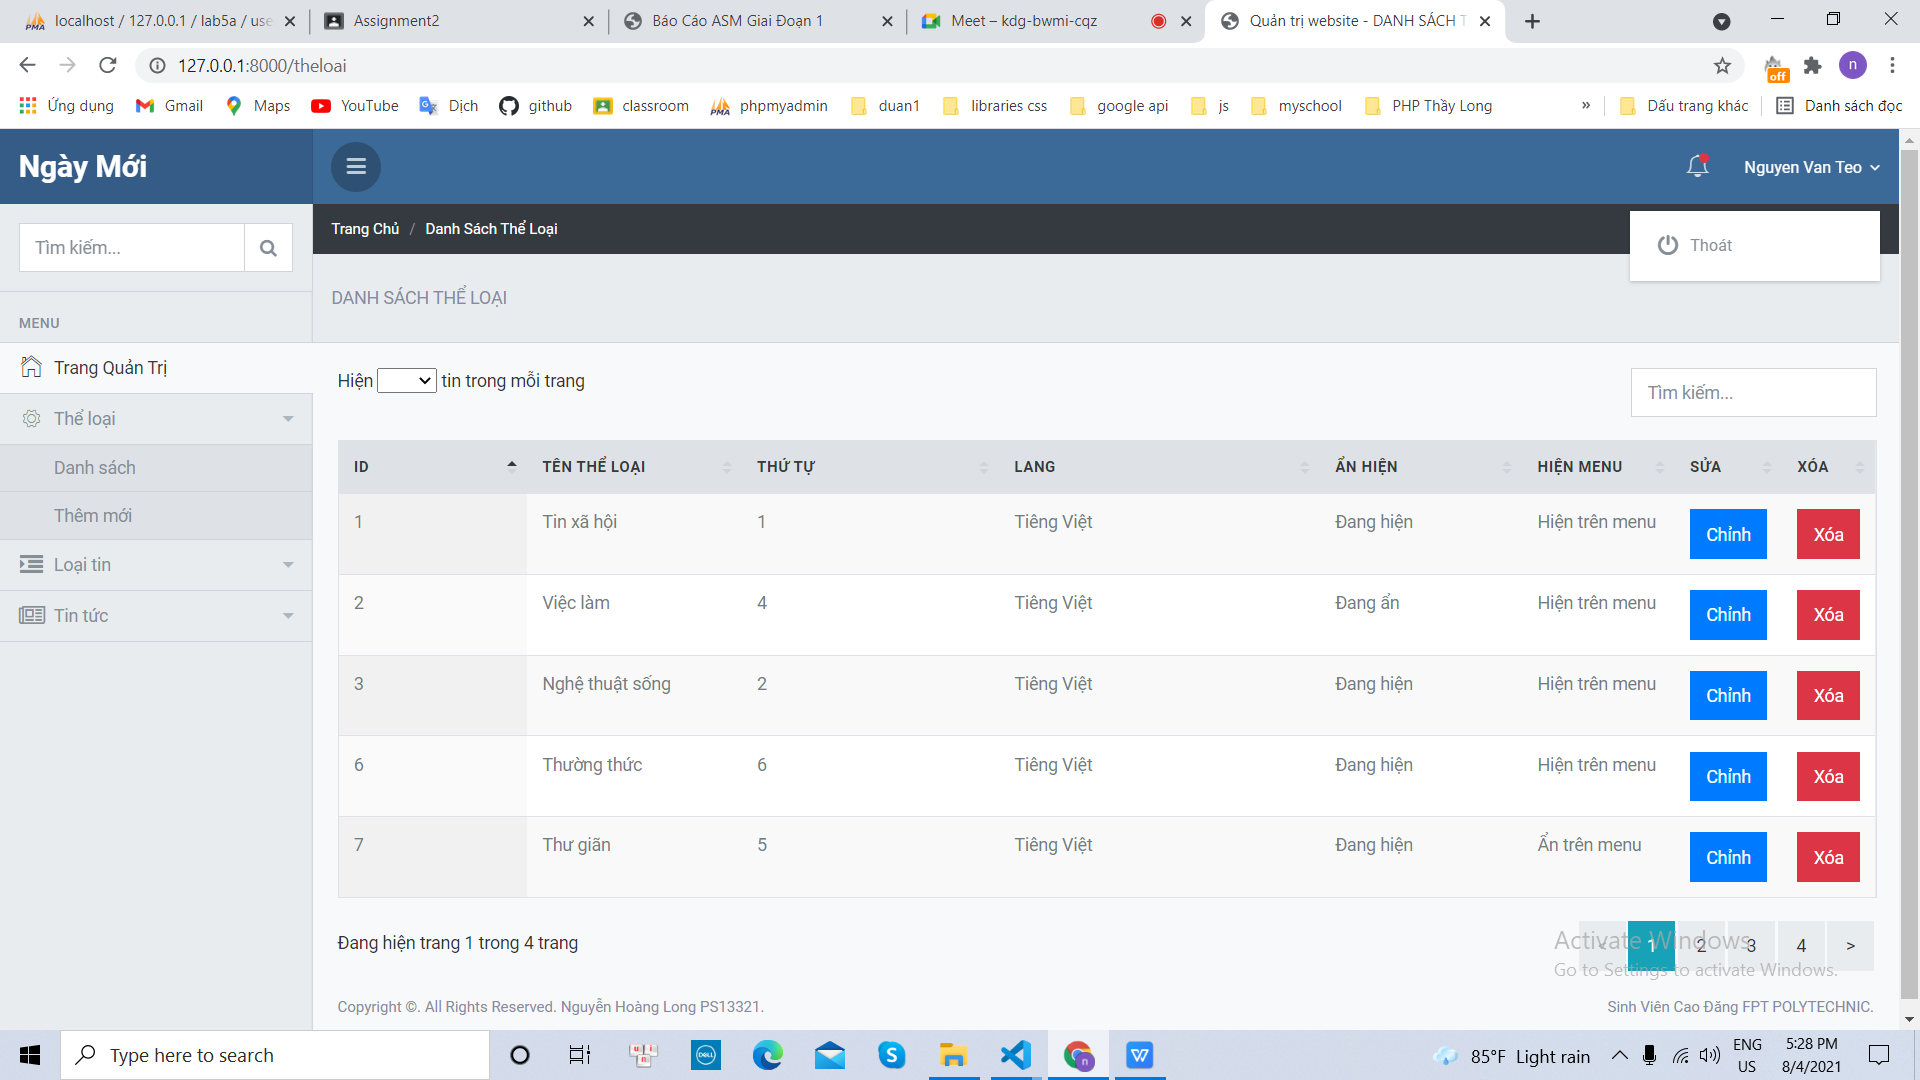 localhost / 127.0.0.1 / lab5a / use
Assignment2
Báo Cáo ASM Giai Đoạn 1
Meet – kdg-bwmi-cqz
Quản trị website - DANH SÁCH T
127.0.0.1:8000/theloai
off
n
Ứng dụng
Gmail
Maps
YouTube
Dịch
github
classroom
phpmyadmin
duan1
libraries css
google api
js
myschool
PHP Thầy Long
»
Dấu trang khác
Danh sách đọc
Ngày Mới
Nguyen Van Teo
Trang Chủ / Danh Sách Thể Loại
Thoát
Tìm kiếm...
DANH SÁCH THỂ LOẠI
MENU
Trang Quản Trị
Thể loại
Danh sách
Thêm mới
Loại tin
Tin tức
Hiện tin trong mỗi trang
Tìm kiếm...
ID TÊN THỂ LOẠI THỨ TỰ LANG ẨN HIỆN HIỆN MENU SỬA XÓA
1 Tin xã hội 1 Tiếng Việt Đang hiện Hiện trên menu Chỉnh Xóa
2 Việc làm 4 Tiếng Việt Đang ẩn Hiện trên menu Chỉnh Xóa
3 Nghệ thuật sống 2 Tiếng Việt Đang hiện Hiện trên menu Chỉnh Xóa
6 Thường thức 6 Tiếng Việt Đang hiện Hiện trên menu Chỉnh Xóa
7 Thư giãn 5 Tiếng Việt Đang hiện Ẩn trên menu Chỉnh Xóa
Đang hiện trang 1 trong 4 trang
< 1 2 3 4 >
Activate Windows
Go to Settings to activate Windows.
Copyright ©. All Rights Reserved. Nguyễn Hoàng Long PS13321.
Sinh Viên Cao Đẳng FPT POLYTECHNIC.
Type here to search
85°F Light rain
ENG
US
5:28 PM
8/4/2021